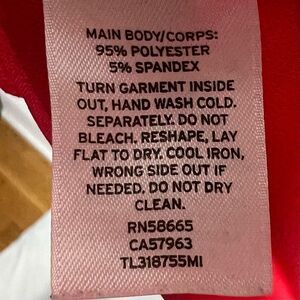 MAIN BODY/CORPS:
95% POLYESTER
5% SPANDEX
TURN GARMENT INSIDE
OUT, HAND WASH COLD.
SEPARATELY. DO NOT
BLEACH. RESHAPE, LAY
FLAT TO DRY. COOL IRON,
WRONG SIDE OUT IF
NEEDED. DO NOT DRY
CLEAN.
RN58665
CA57963
TL318755MI